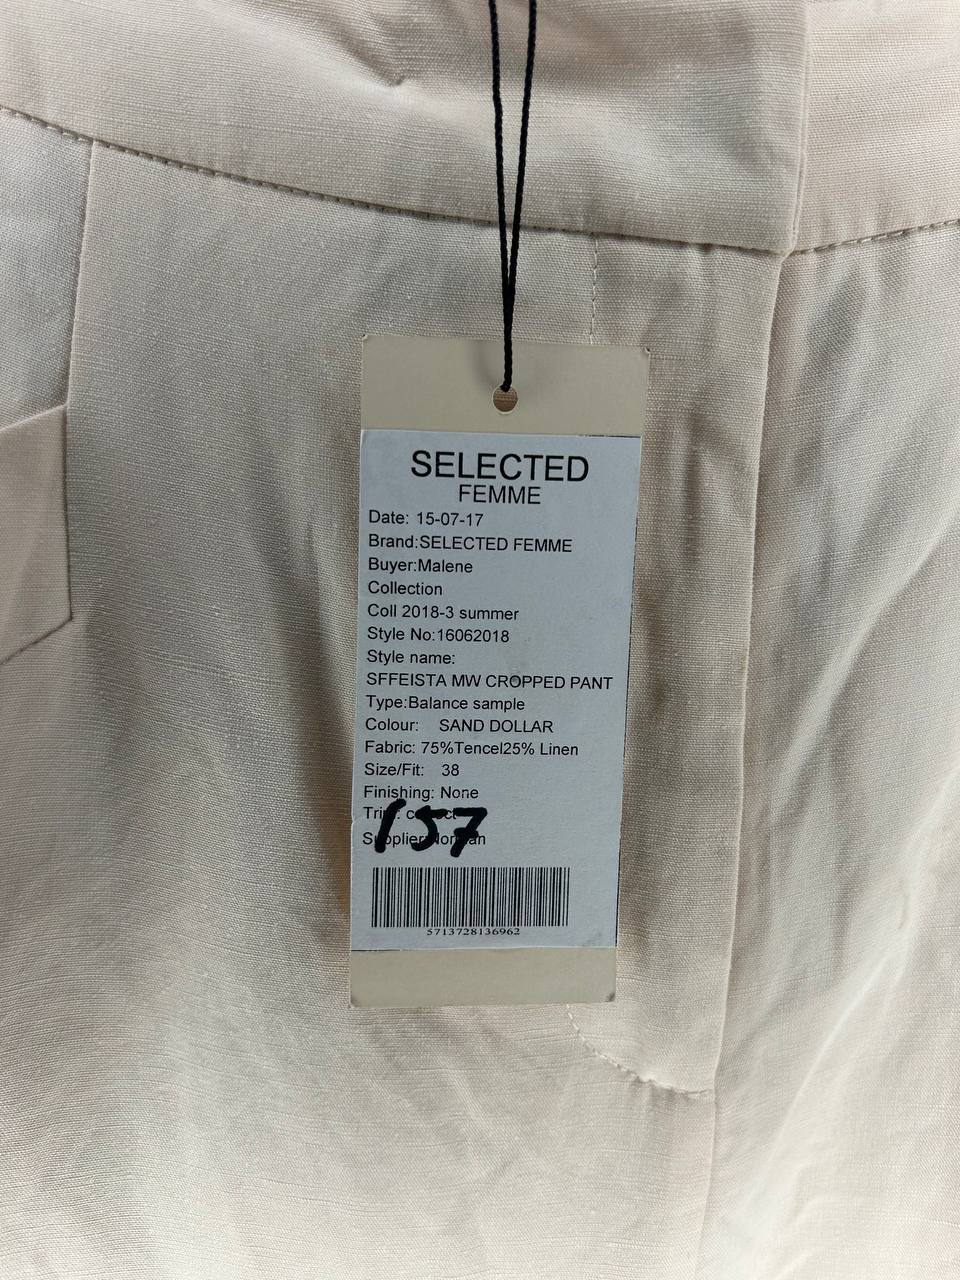 SELECTED
FEMME
Date: 15-07-17
Brand:SELECTED FEMME
Buyer:Malene
Collection
Coll 2018-3 summer
Style No:16062018
Style name:
SFFEISTA MW CROPPED PANT
Type:Balance sample
Colour: SAND DOLLAR
Fabric: 75%Tencel25% Linen
Size/Fit: 38
Finishing: None
157
5713728136962